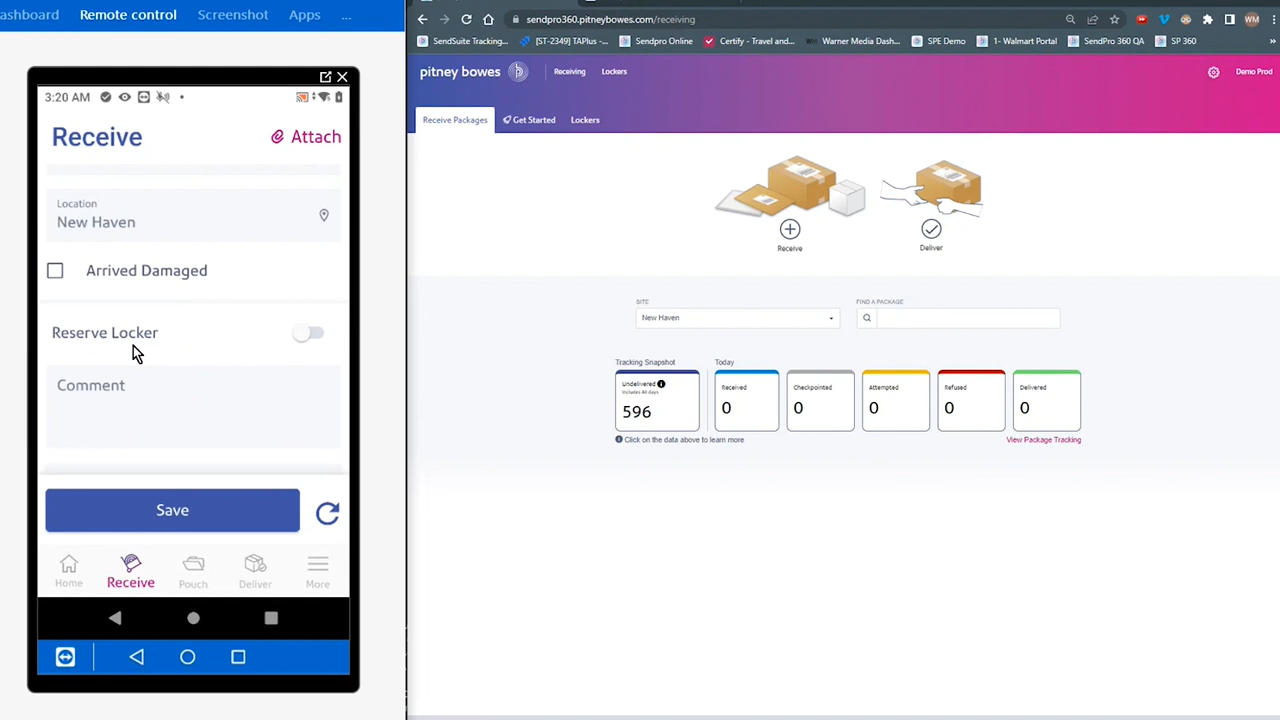 ashboard
Remote control
Screenshot
Apps
...
3:20 AM
Receive
Attach
Location
New Haven
Arrived Damaged
Reserve Locker
Comment
Save
Home
Receive
Pouch
Deliver
More
sendpro360.pitneybowes.com/receiving
WM
SendSuite Tracking...
[ST-2349] TAPlus -...
Sendpro Online
Certify - Travel and...
Warner Media Dash...
SPE Demo
1- Walmart Portal
SendPro 360 QA
SP 360
»
pitney bowes
Receiving
Lockers
Demo Prod
Receive Packages
Get Started
Lockers
Receive
Deliver
SITE
New Haven
FIND A PACKAGE
Tracking Snapshot
Today
Undelivered
Includes All days
596
Received
0
Checkpointed
0
Attempted
0
Refused
0
Delivered
0
Click on the data above to learn more
View Package Tracking